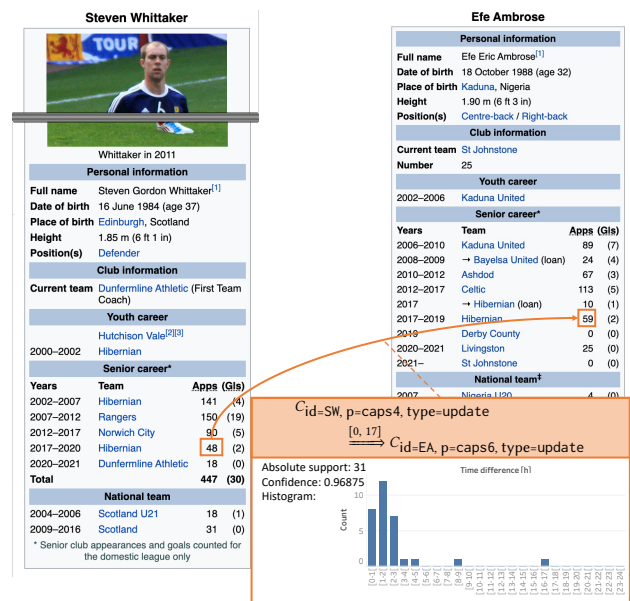 Steven Whittaker
TOUR
6
Whittaker in 2011
Personal information
Full name Steven Gordon Whittaker[1]
Date of birth 16 June 1984 (age 37)
Place of birth Edinburgh, Scotland
Height 1.85 m (6 ft 1 in)
Position(s) Defender
Club information
Current team Dunfermline Athletic (First Team
Coach)
Youth career
Hutchison Vale[2][3]
2000–2002 Hibernian
Senior career*
Years Team Apps (Gls)
2002–2007 Hibernian 141 (4)
2007–2012 Rangers 150 (19)
2012–2017 Norwich City 90 (5)
2017–2020 Hibernian 48 (2)
2020–2021 Dunfermline Athletic 18 (0)
Total 447 (30)
National team
2004–2006 Scotland U21 18 (1)
2009–2016 Scotland 31 (0)
* Senior club appearances and goals counted for
the domestic league only
Efe Ambrose
Personal information
Full name Efe Eric Ambrose[1]
Date of birth 18 October 1988 (age 32)
Place of birth Kaduna, Nigeria
Height 1.90 m (6 ft 3 in)
Position(s) Centre-back / Right-back
Club information
Current team St Johnstone
Number 25
Youth career
2002–2006 Kaduna United
Senior career*
Years Team Apps (Gls)
2006–2010 Kaduna United 89 (7)
2008–2009 → Bayelsa United (loan) 24 (4)
2010–2012 Ashdod 67 (3)
2012–2017 Celtic 113 (5)
2017 → Hibernian (loan) 10 (1)
2017–2019 Hibernian 59 (2)
2019 Derby County 0 (0)
2020–2021 Livingston 25 (0)
2021– St Johnstone 0 (0)
National team‡
2007 Nigeria U20 4 (0)
C id=SW, p=caps4, type=update
[0, 17]
⟹ C id=EA, p=caps6, type=update
Absolute support: 31
Confidence: 0.96875
Histogram:
Time difference [h]
Count
10
5
0
[0-1[ [1-2[ [2-3[ [3-4[ [4-5[ [5-6[ [6-7[ [7-8[ [8-9[ [9-10[ [10-11[ [11-12[ [12-13[ [13-14[ [14-15[ [15-16[ [16-17[ [17-18[ [18-19[ [19-20[ [20-21[ [21-22[ [22-23[ [23-24[